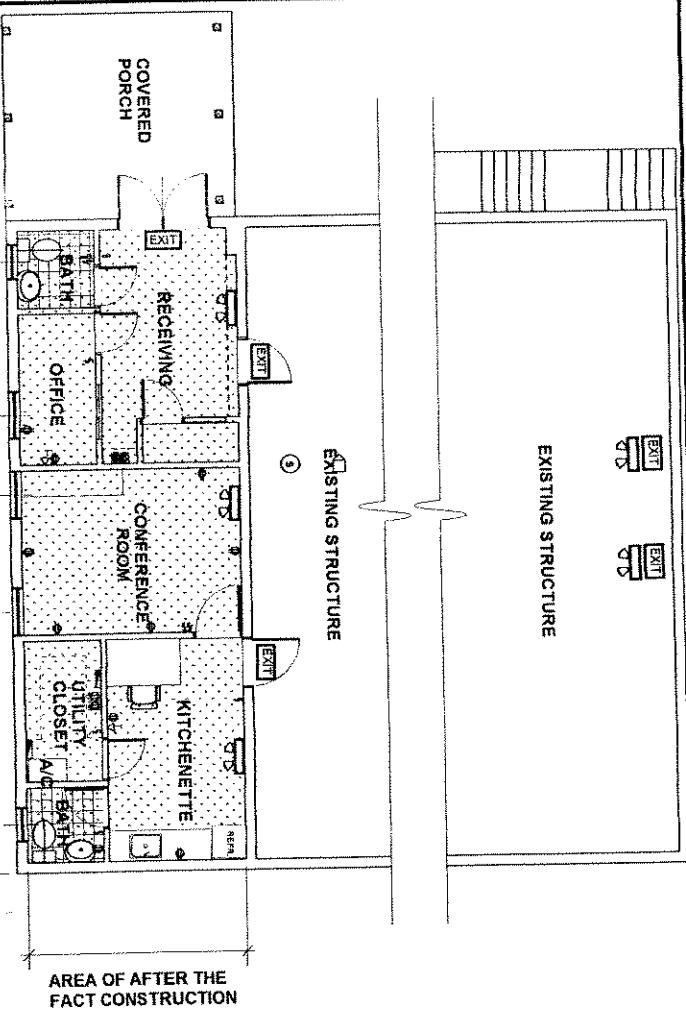 COVERED
PORCH
EXIT
BATH
RECEIVING
OFFICE
EXIT
EXISTING STRUCTURE
S
EXISTING STRUCTURE
EXIT
EXIT
CONFERENCE
ROOM
EXIT
UTILITY
CLOSET
A/C
BATH
KITCHENETTE
REFR.
AREA OF AFTER THE
FACT CONSTRUCTION